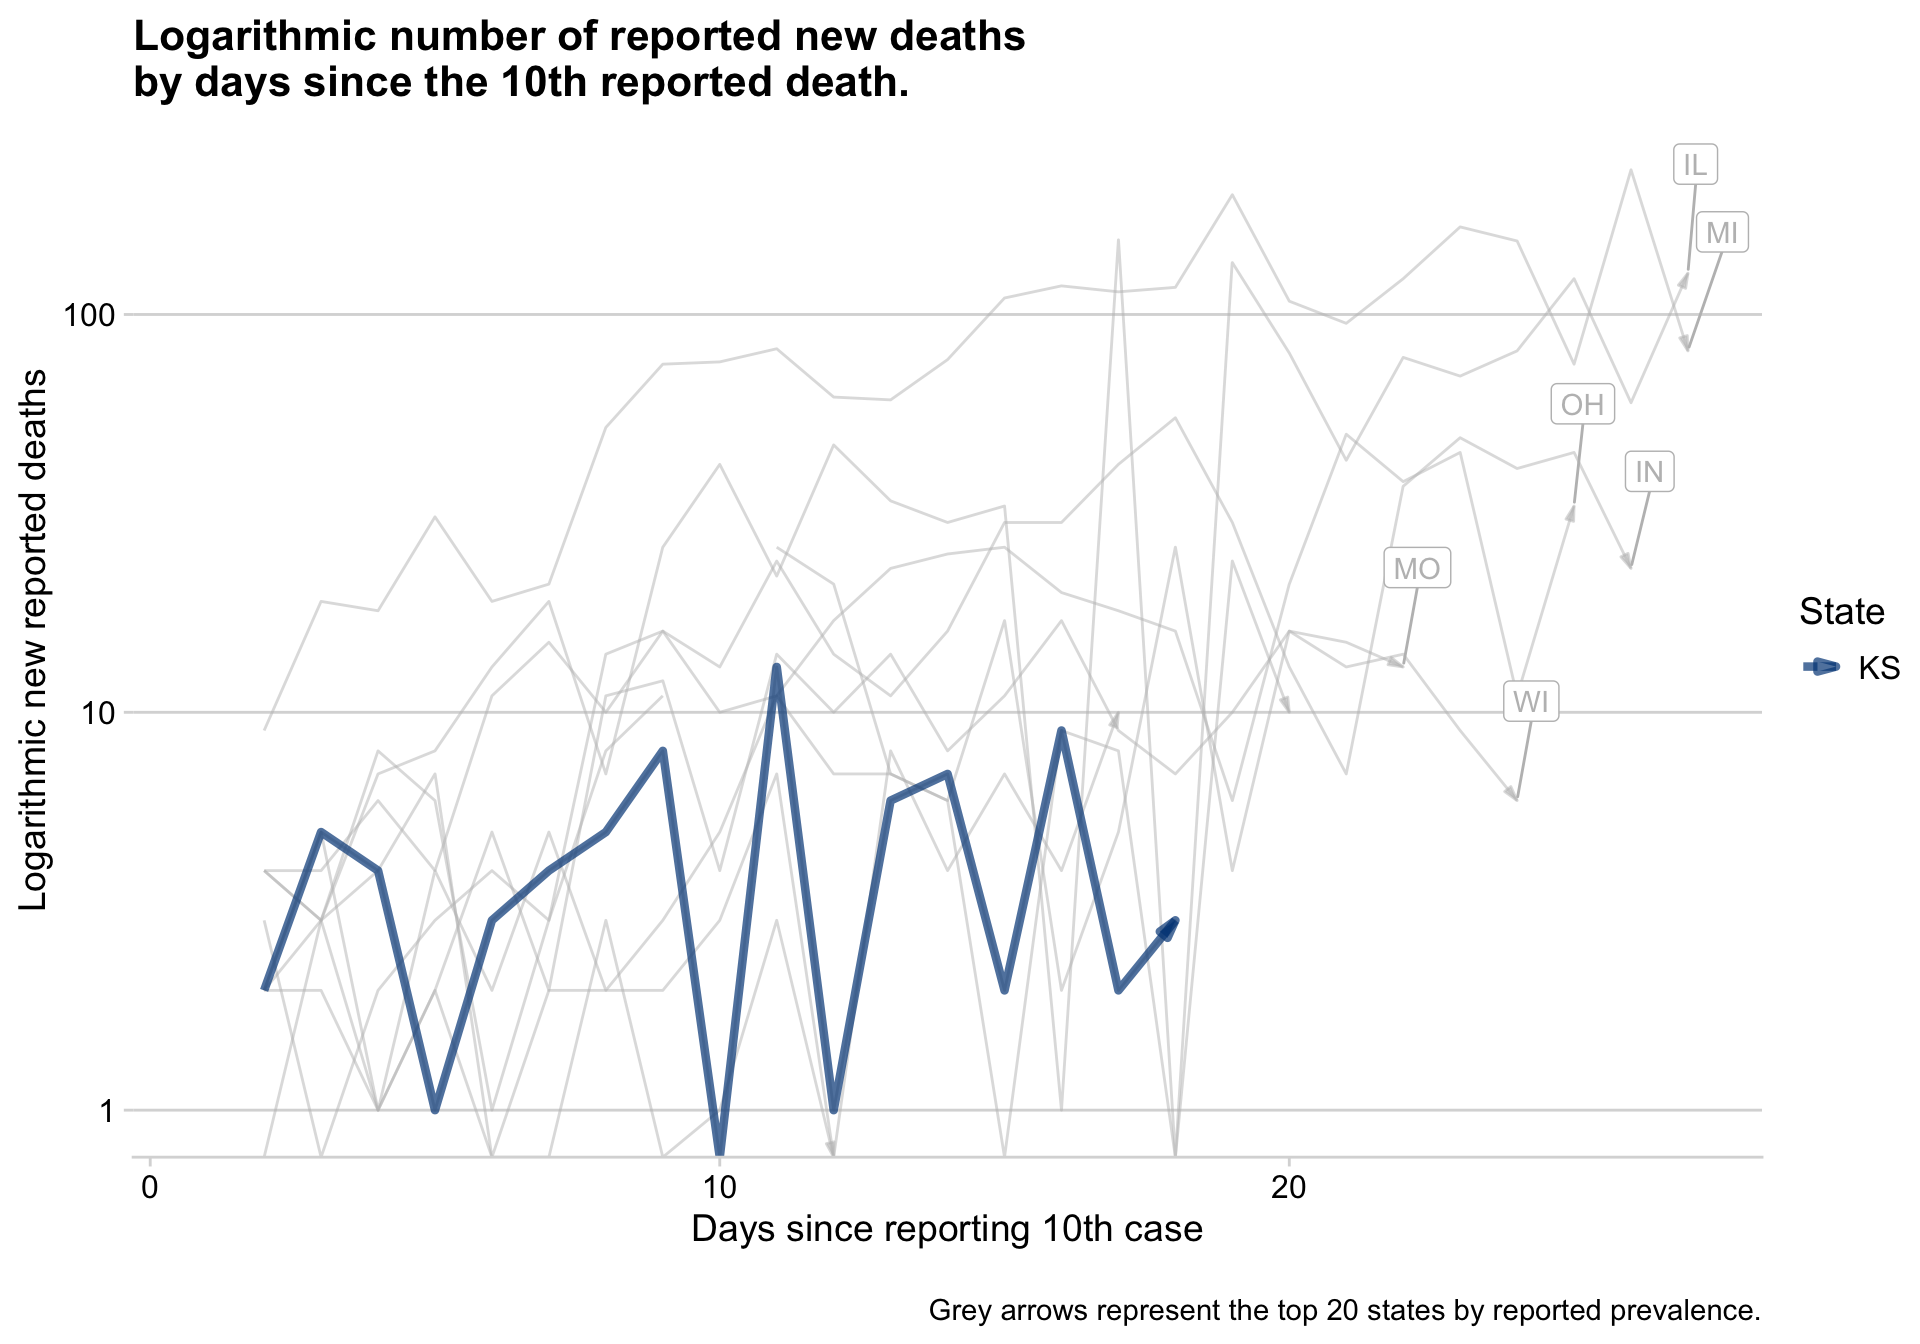 Logarithmic number of reported new deaths
by days since the 10th reported death.
IL
MI
100
OH
IN
MO
WI
10
1
Logarithmic new reported deaths
State
KS
0
10
20
Days since reporting 10th case
Grey arrows represent the top 20 states by reported prevalence.